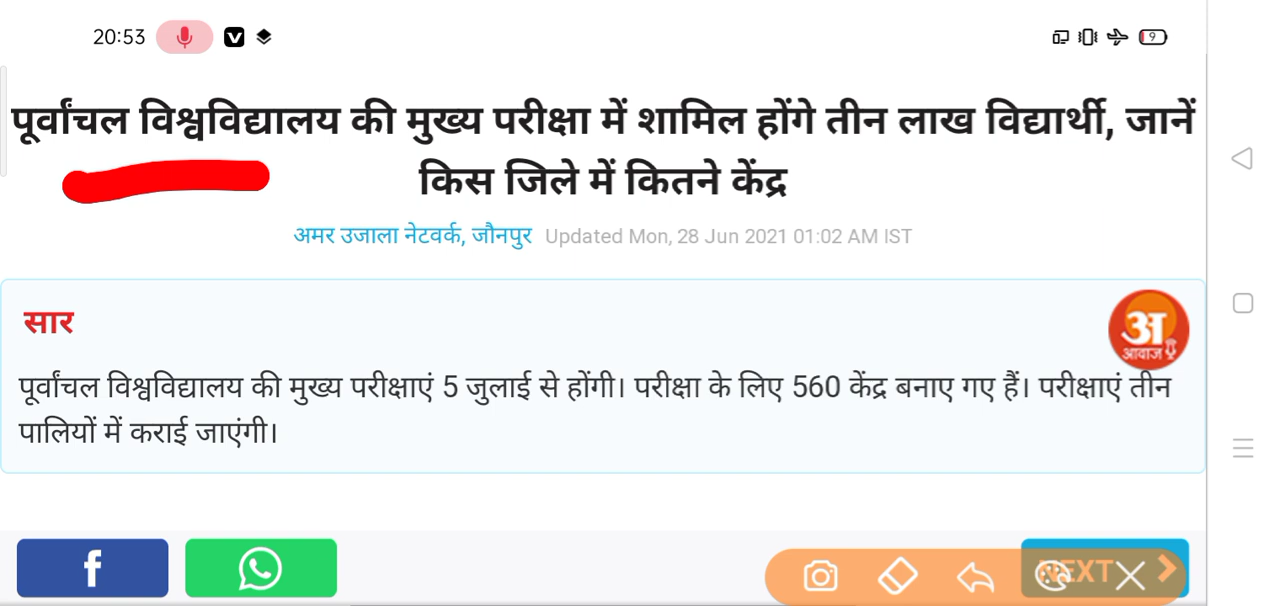 20:53
9
पूर्वांचल विश्वविद्यालय की मुख्य परीक्षा में शामिल होंगे तीन लाख विद्यार्थी, जानें
किस जिले में कितने केंद्र
अमर उजाला नेटवर्क, जौनपुर Updated Mon, 28 Jun 2021 01:02 AM IST
सार
अ
आवाज
पूर्वांचल विश्वविद्यालय की मुख्य परीक्षाएं 5 जुलाई से होंगी। परीक्षा के लिए 560 केंद्र बनाए गए हैं। परीक्षाएं तीन
पालियों में कराई जाएंगी।
NEXT